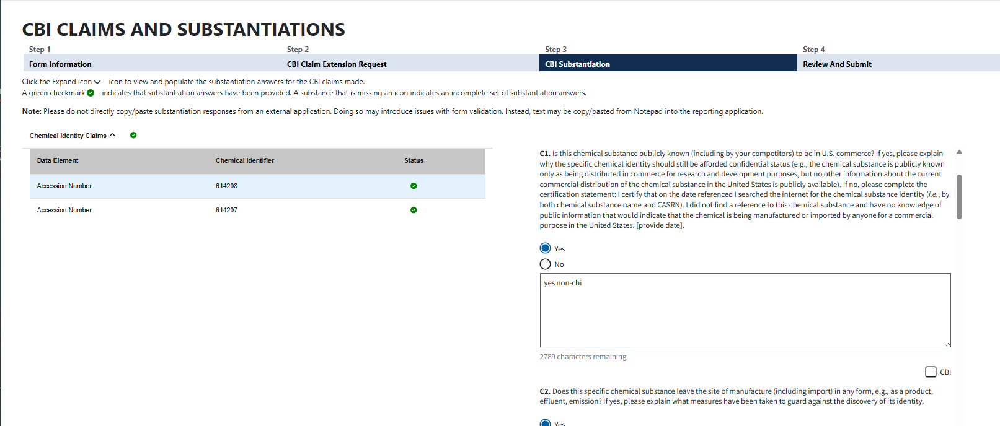 CBI CLAIMS AND SUBSTANTIATIONS
Step 1 Step 2 Step 3 Step 4
Form Information CBI Claim Extension Request CBI Substantiation Review And Submit
Click the Expand icon icon to view and populate the substantiation answers for the CBI claims made.
A green checkmark indicates that substantiation answers have been provided. A substance that is missing an icon indicates an incomplete set of substantiation answers.
Note: Please do not directly copy/paste substantiation responses from an external application. Doing so may introduce issues with form validation. Instead, text may be copy/pasted from Notepad into the reporting application.
Chemical Identity Claims
Data Element Chemical Identifier Status
Accession Number 614208
Accession Number 614207
C1. Is this chemical substance publicly known (including by your competitors) to be in U.S. commerce? If yes, please explain
why the specific chemical identity should still be afforded confidential status (e.g., the chemical substance is publicly known
only as being distributed in commerce for research and development purposes, but no other information about the current
commercial distribution of the chemical substance in the United States is publicly available). If no, please complete the
certification statement: I certify that on the date referenced I searched the internet for the chemical substance identity (i.e., by
both chemical substance name and CASRN). I did not find a reference to this chemical substance and have no knowledge of
public information that would indicate that the chemical is being manufactured or imported by anyone for a commercial
purpose in the United States. [provide date].
Yes
No
yes non-cbi
2789 characters remaining
CBI
C2. Does this specific chemical substance leave the site of manufacture (including import) in any form, e.g., as a product,
effluent, emission? If yes, please explain what measures have been taken to guard against the discovery of its identity.
Yes